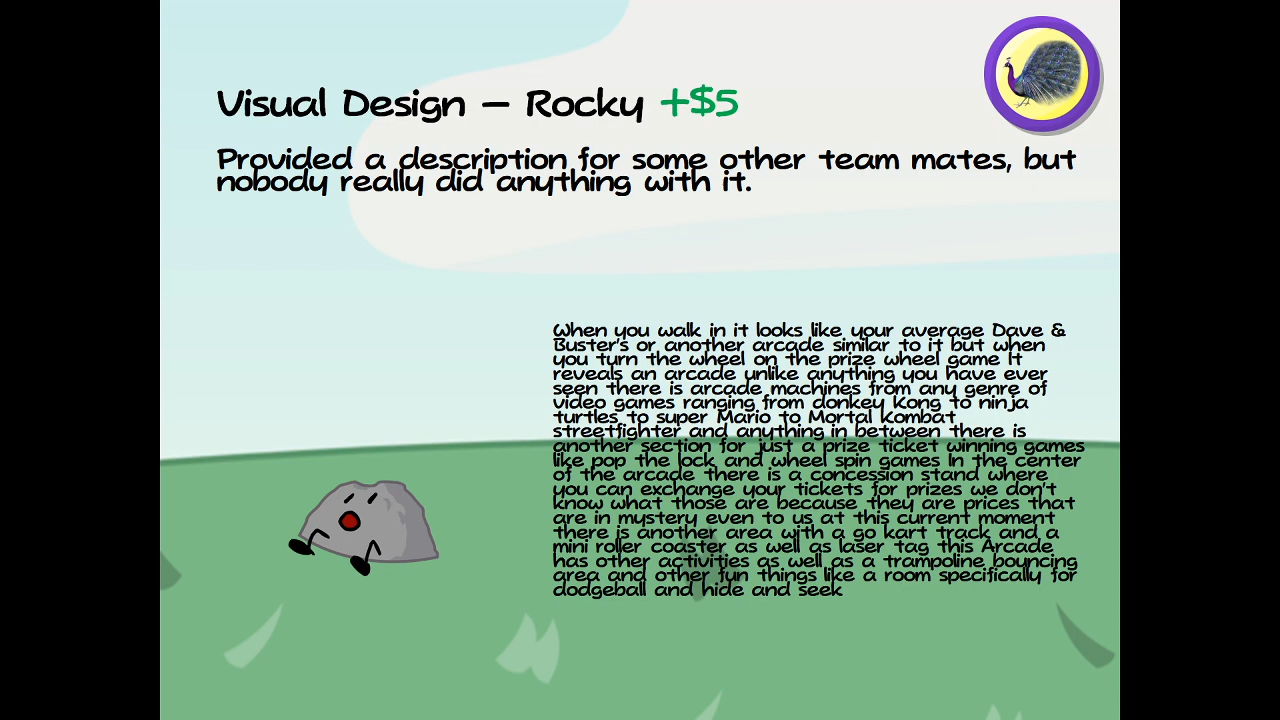 Visual Design – Rocky +$5
Provided a description for some other team mates, but
nobody really did anything with it.
When you walk in it looks like your average Dave &
Buster's or another arcade similar to it but when
you turn the wheel on the prize wheel game It
reveals an arcade unlike anything you have ever
seen there is arcade machines from any genre of
video games ranging from donkey Kong to ninja
turtles to super Mario to Mortal Kombat
streetfighter and anything in between there is
another section for just a prize ticket winning games
like pop the lock and wheel spin games In the center
of the arcade there is a concession stand where
you can exchange your tickets for prizes we don't
know what those are because they are prices that
are in mystery even to us at this current moment
there is another area with a go kart track and a
mini roller coaster as well as laser tag this Arcade
has other activities as well as a trampoline bouncing
area and other fun things like a room specifically for
dodgeball and hide and seek